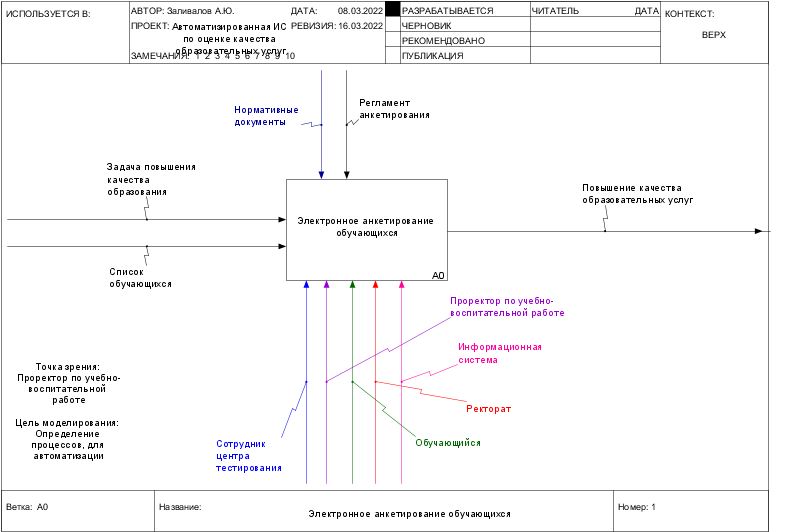 ИСПОЛЬЗУЕТСЯ В:
АВТОР: Заливалов А.Ю.
ДАТА: 08.03.2022
РАЗРАБАТЫВАЕТСЯ
ЧИТАТЕЛЬ
ДАТА
КОНТЕКСТ:
ПРОЕКТ: Автоматизированная ИС
по оценке качества
образовательных услуг
РЕВИЗИЯ: 16.03.2022
ЧЕРНОВИК
РЕКОМЕНДОВАНО
ПУБЛИКАЦИЯ
ВЕРХ
ЗАМЕЧАНИЯ: 1 2 3 4 5 6 7 8 9 10
Нормативные
документы
Регламент
анкетирования
Задача повышения
качества
образования
Повышение качества
образовательных услуг
Электронное анкетирование
обучающихся
A0
Список
обучающихся
Проректор по учебно-
воспитательной работе
Информационная
система
Точка зрения:
Проректор по учебно-
воспитательной
работе
Ректорат
Цель моделирования:
Определение
процессов, для
автоматизации
Обучающийся
Сотрудник
центра
тестирования
Ветка: A0
Название:
Электронное анкетирование обучающихся
Номер: 1